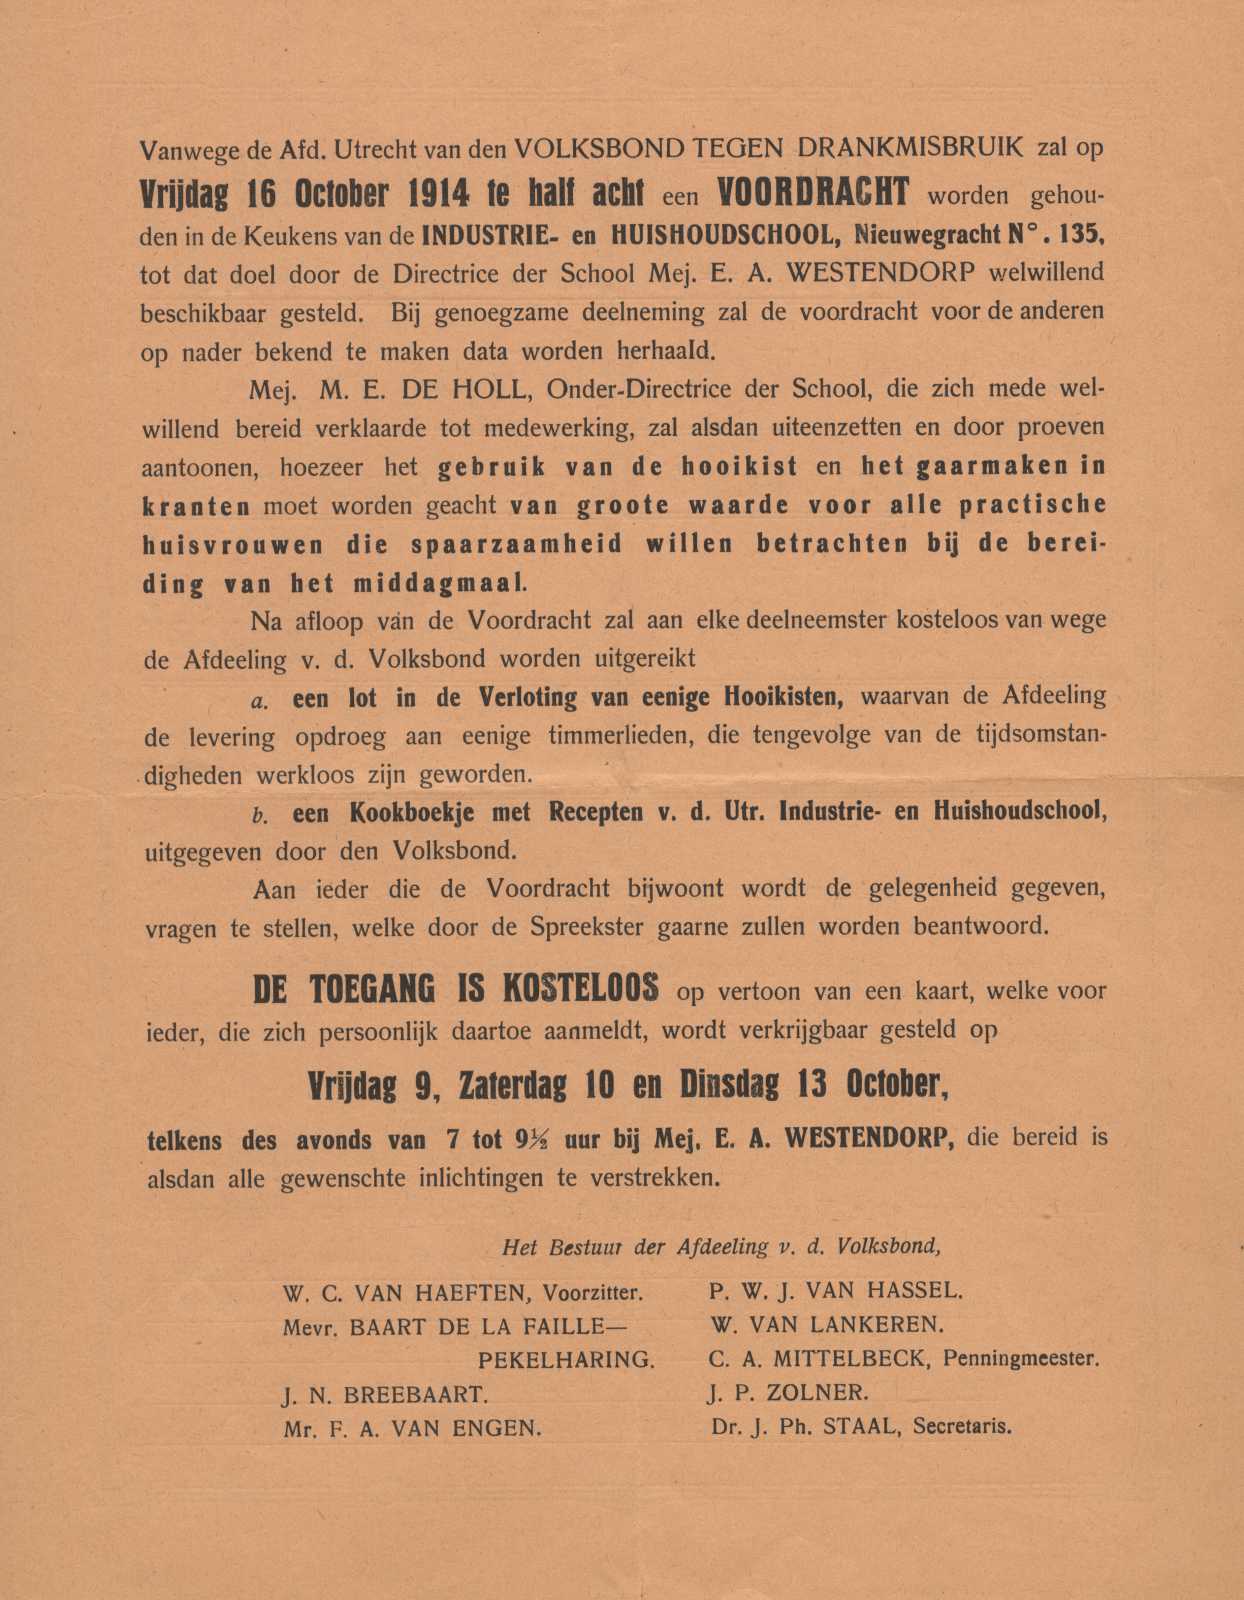 Vanwege de Afd. Utrecht van den VOLKSBOND TEGEN DRANKMISBRUIK zal op
Vrijdag 16 October 1914 te half acht een VOORDRACHT worden gehou-
den in de Keukens van de INDUSTRIE- en HUISHOUDSCHOOL, Nieuwegracht N°. 135,
tot dat doel door de Directrice der School Mej. E. A. WESTENDORP welwillend
beschikbaar gesteld. Bij genoegzame deelneming zal de voordracht voor de anderen
op nader bekend te maken data worden herhaald.
Mej. M. E. DE HOLL, Onder-Directrice der School, die zich mede wel-
willend bereid verklaarde tot medewerking, zal alsdan uiteenzetten en door proeven
aantoonen, hoezeer het gebruik van de hooikist en het gaarmaken in
kranten moet worden geacht van groote waarde voor alle practische
huisvrouwen die spaarzaamheid willen betrachten bij de berei-
ding van het middagmaal.
Na afloop van de Voordracht zal aan elke deelneemster kosteloos van wege
de Afdeeling v. d. Volksbond worden uitgereikt
a. een lot in de Verloting van eenige Hooikisten, waarvan de Afdeeling
de levering opdroeg aan eenige timmerlieden, die tengevolge van de tijdsomstan-
digheden werkloos zijn geworden.
b. een Kookboekje met Recepten v. d. Utr. Industrie- en Huishoudschool,
uitgegeven door den Volksbond.
Aan ieder die de Voordracht bijwoont wordt de gelegenheid gegeven,
vragen te stellen, welke door de Spreekster gaarne zullen worden beantwoord.
DE TOEGANG IS KOSTELOOS op vertoon van een kaart, welke voor
ieder, die zich persoonlijk daartoe aanmeldt, wordt verkrijgbaar gesteld op
Vrijdag 9, Zaterdag 10 en Dinsdag 13 October,
telkens des avonds van 7 tot 9½ uur bij Mej. E. A. WESTENDORP, die bereid is
alsdan alle gewenschte inlichtingen te verstrekken.
Het Bestuur der Afdeeling v. d. Volksbond,
W. C. VAN HAEFTEN, Voorzitter.
Mevr. BAART DE LA FAILLE—
PEKELHARING.
J. N. BREEBAART.
Mr. F. A. VAN ENGEN.
P. W. J. VAN HASSEL.
W. VAN LANKEREN.
C. A. MITTELBECK, Penningmeester.
J. P. ZOLNER.
Dr. J. Ph. STAAL, Secretaris.